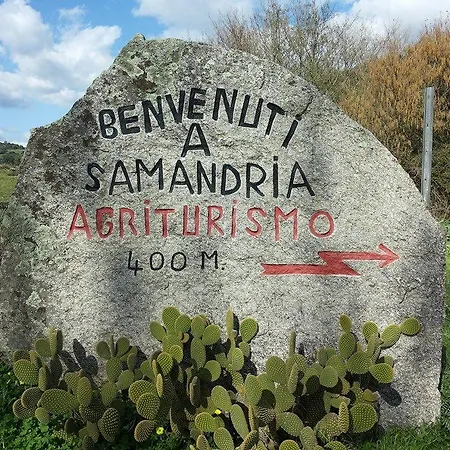 BENVENUTI
A
SAMANDRIA
AGRITURISMO
400 M.